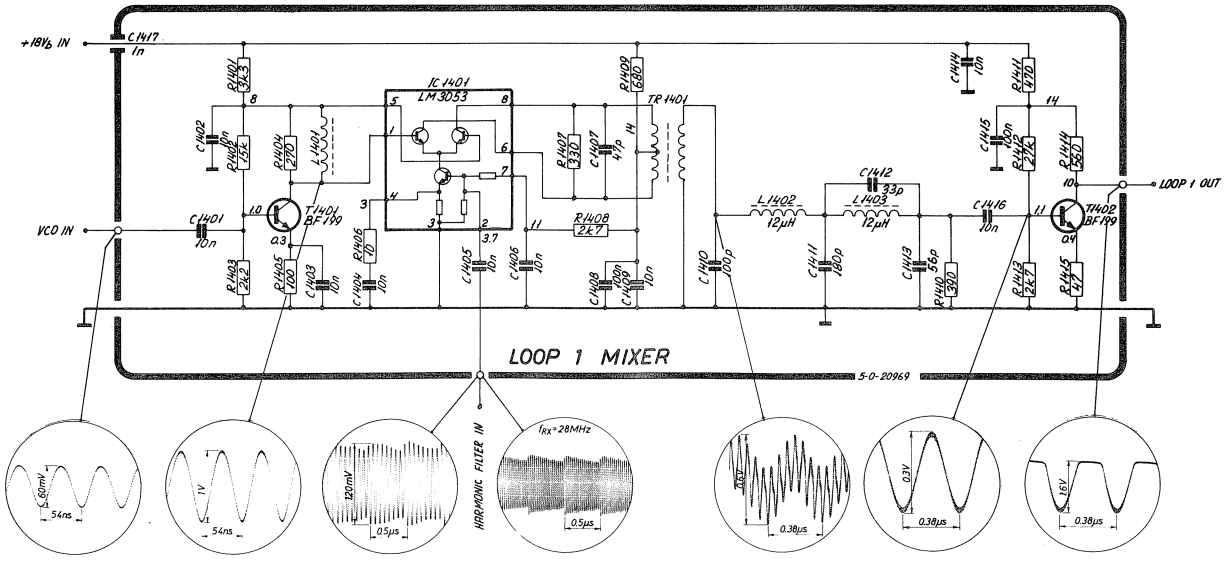 +18Vb IN
C1417
1n
R1401
3k3
8
C1402
10n
R1402
15k
R1404
270
L1401
IC1401
LM3053
5
1
4
3
3
2
3.7
8
6
7
11
R1409
680
14
TR1401
R1407
330
C1407
47p
C1414
10n
R1411
470
14
C1415
100n
R1412
27k
R1414
560
10
LOOP 1 OUT
C1401
10n
VCO IN
1.0
T1401
BF199
0.3
R1403
2k2
R1405
100
C1403
10n
R1406
10
C1404
10n
C1405
10n
C1406
10n
R1408
2k7
C1408
100n
C1409
10n
C1410
100p
L1402
12µH
C1412
33p
L1403
12µH
C1411
180p
C1413
56p
R1410
390
C1416
10n
1.1
T1402
BF199
0.4
R1413
2k7
R1415
47
LOOP 1 MIXER
5-0-20969
HARMONIC FILTER IN
60mV
54ns
1V
54ns
120mV
0.5µs
fRX=28MHz
0.5µs
0.6V
0.38µs
0.3V
0.38µs
1.6V
0.38µs